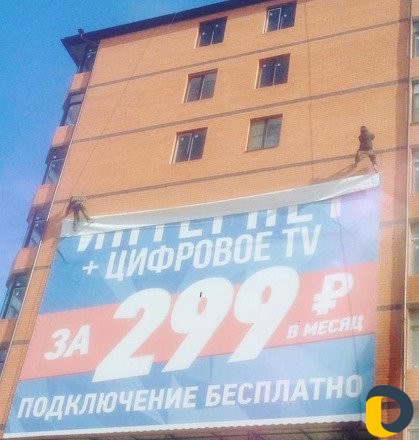 ИНТЕРНЕТ
+ ЦИФРОВОЕ TV
ЗА 299 ₽
В МЕСЯЦ
ПОДКЛЮЧЕНИЕ БЕСПЛАТНО